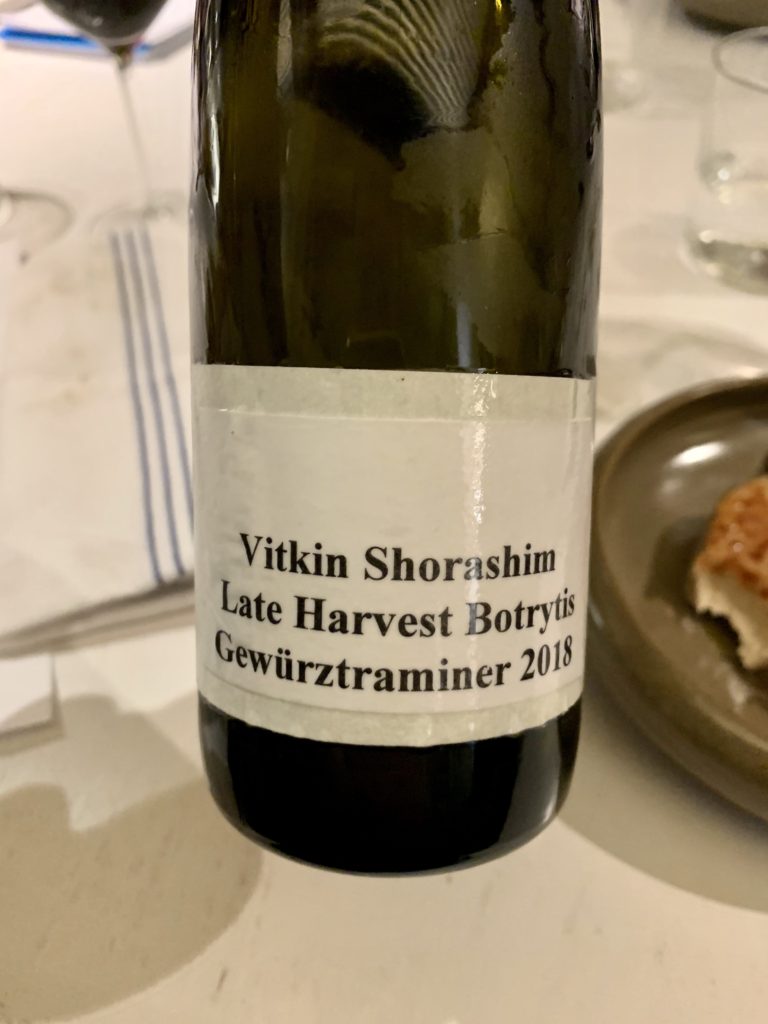 Vitkin Shorashim
Late Harvest Botrytis
Gewürztraminer 2018